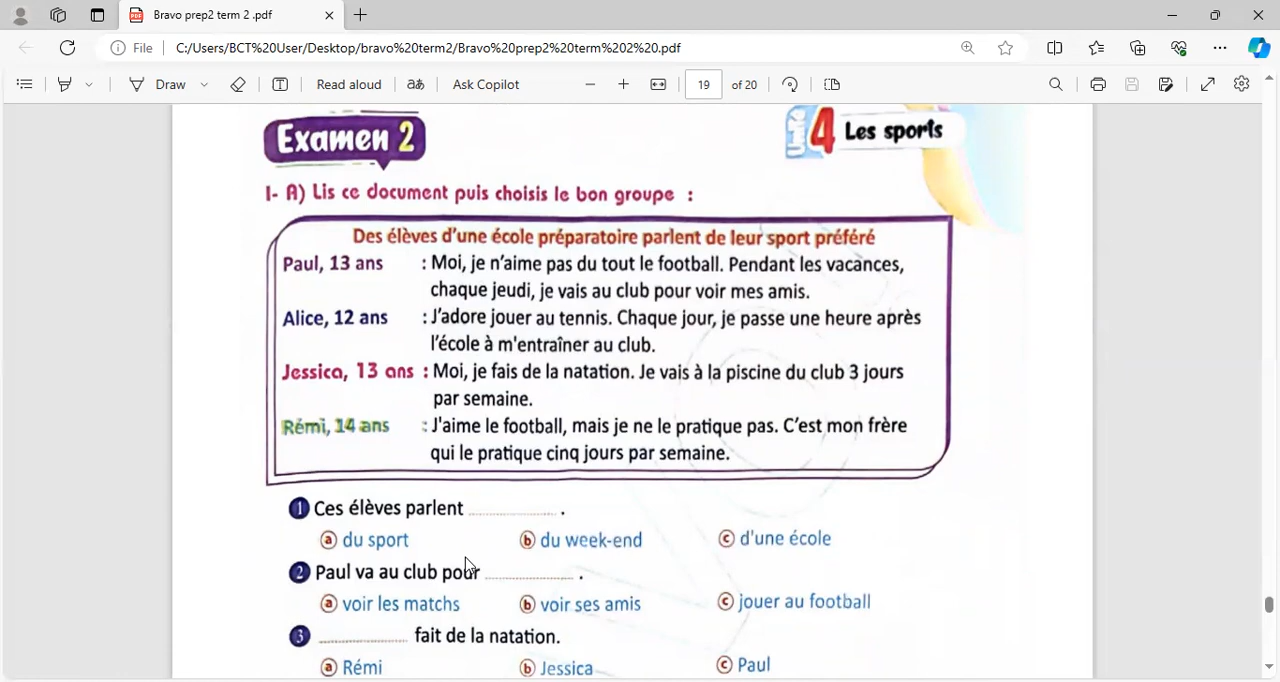 Bravo prep2 term 2 .pdf
File C:/Users/BCT%20User/Desktop/bravo%20term2/Bravo%20prep2%20term%202%20.pdf
Draw Read aloud aあ Ask Copilot 19 of 20
Examen 2
Unité 4 Les sports
I- A) Lis ce document puis choisis le bon groupe :
Des élèves d'une école préparatoire parlent de leur sport préféré
Paul, 13 ans : Moi, je n'aime pas du tout le football. Pendant les vacances,
chaque jeudi, je vais au club pour voir mes amis.
Alice, 12 ans : J'adore jouer au tennis. Chaque jour, je passe une heure après
l'école à m'entraîner au club.
Jessica, 13 ans : Moi, je fais de la natation. Je vais à la piscine du club 3 jours
par semaine.
Rémi, 14 ans : J'aime le football, mais je ne le pratique pas. C'est mon frère
qui le pratique cinq jours par semaine.
1 Ces élèves parlent .................... .
a du sport b du week-end c d'une école
2 Paul va au club pour .................... .
a voir les matchs b voir ses amis c jouer au football
3 .................... fait de la natation.
a Rémi b Jessica c Paul